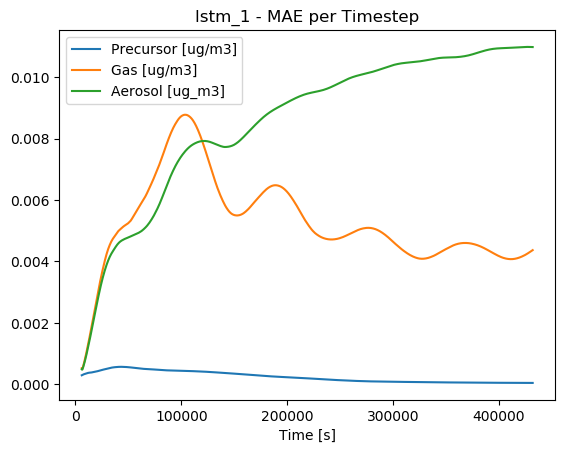 lstm_1 - MAE per Timestep
Precursor [ug/m3]
Gas [ug/m3]
Aerosol [ug_m3]
0.010
0.008
0.006
0.004
0.002
0.000
0 100000 200000 300000 400000
Time [s]